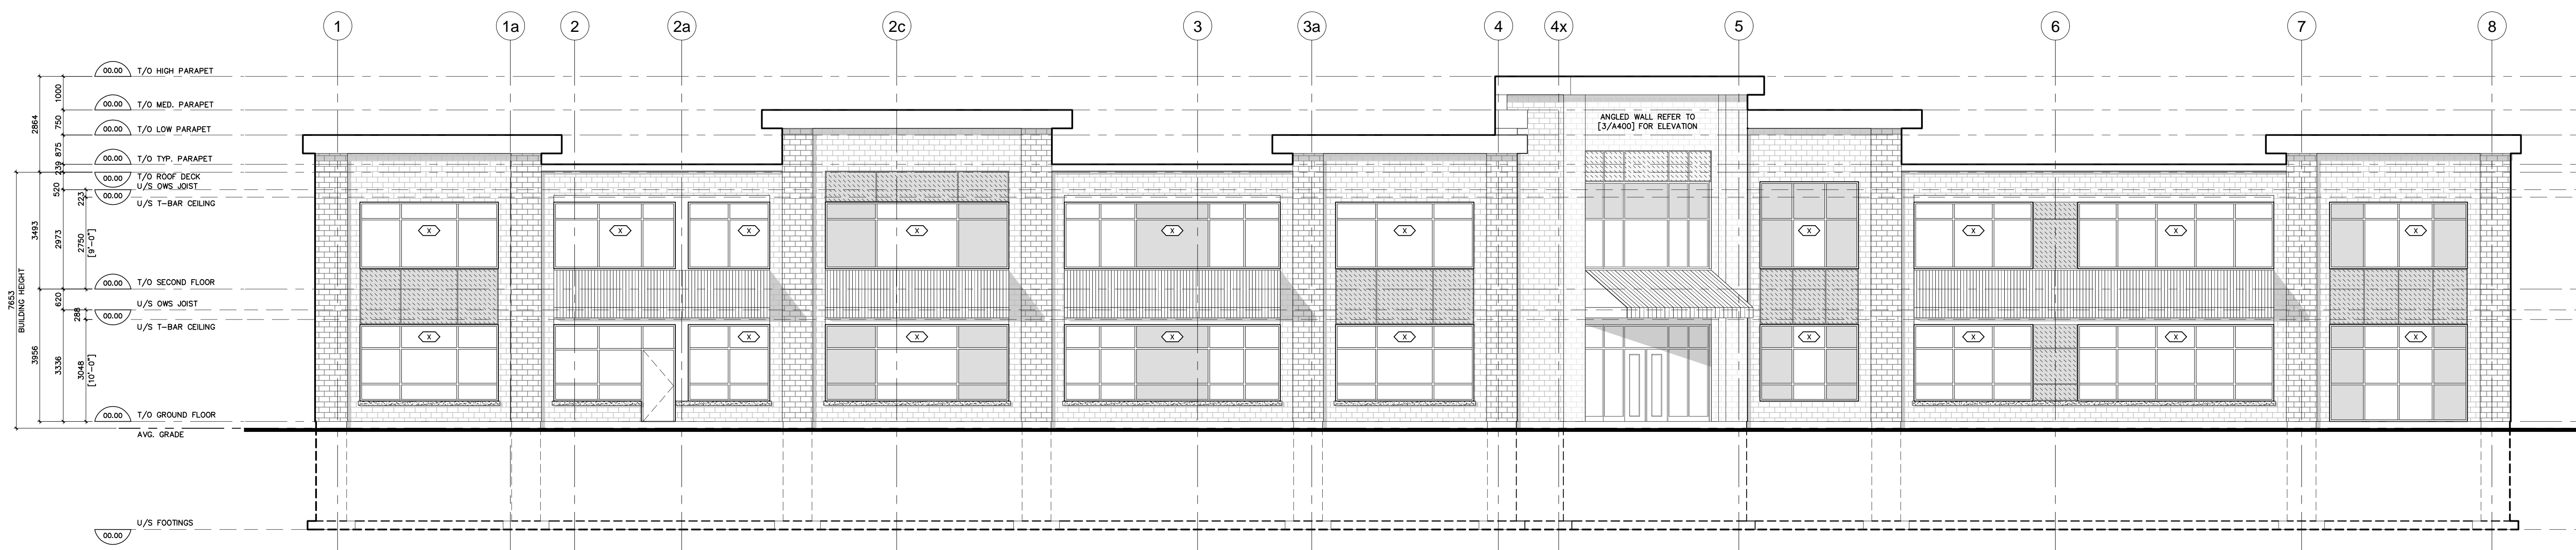 1 1a 2 2a 2c 3 3a 4 4x 5 6 7 8
00.00 T/O HIGH PARAPET
1000
00.00 T/O MED. PARAPET
750
2864
00.00 T/O LOW PARAPET
875
00.00 T/O TYP. PARAPET
239
00.00 T/O ROOF DECK
U/S OWS JOIST
520
00.00
223
U/S T-BAR CEILING
3493
2973
2750
[9'-0"]
00.00 T/O SECOND FLOOR
620
U/S OWS JOIST
288
00.00
U/S T-BAR CEILING
7653
BUILDING HEIGHT
3956
3336
3048
[10'-0"]
00.00 T/O GROUND FLOOR
AVG. GRADE
U/S FOOTINGS
00.00
ANGLED WALL REFER TO
[3/A400] FOR ELEVATION
X X X X X X X X X X
X X X X X X X X X